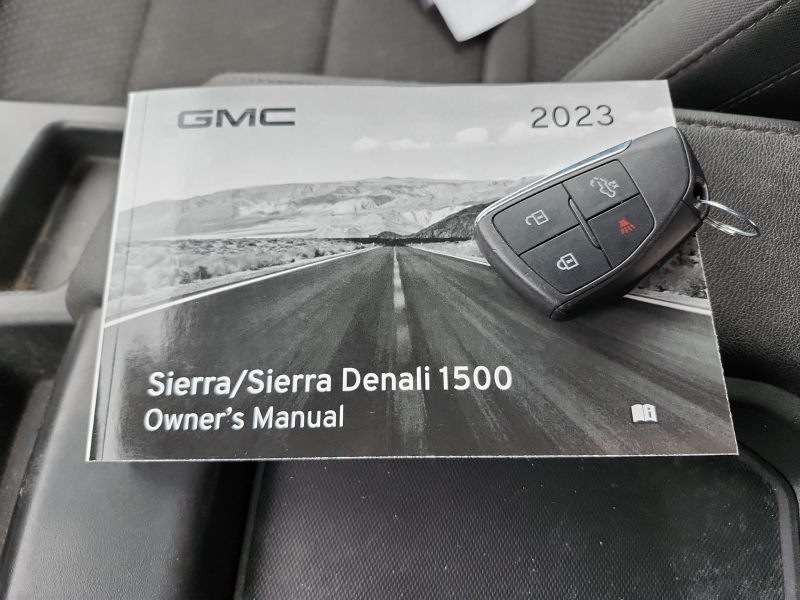 GMC 2023
Sierra/Sierra Denali 1500
Owner's Manual